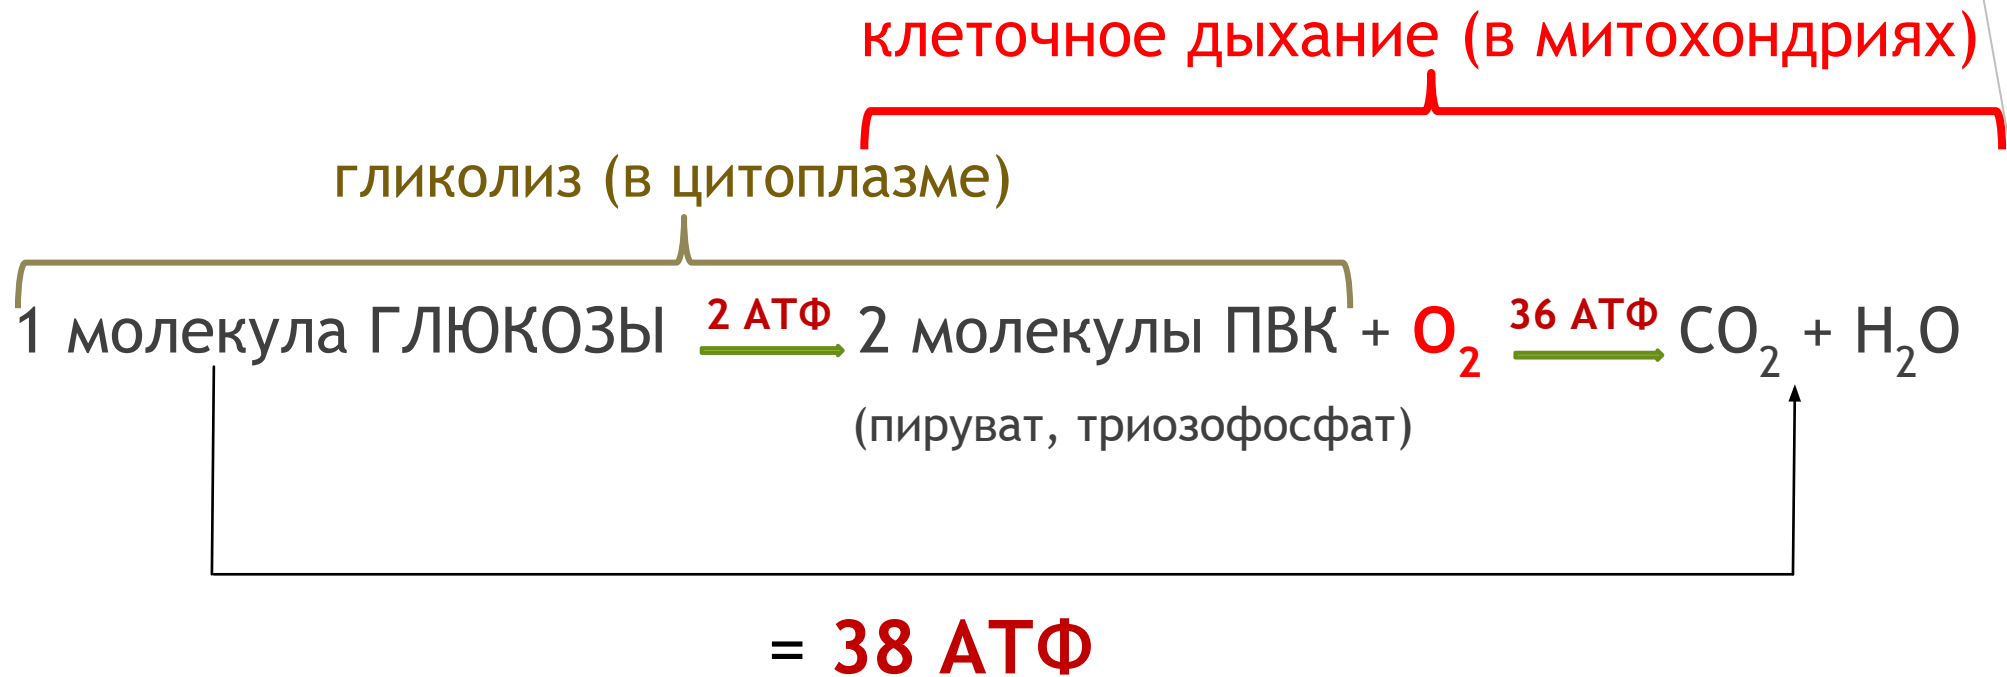 клеточное дыхание (в митохондриях)
гликолиз (в цитоплазме)
1 молекула ГЛЮКОЗЫ 2 АТФ 2 молекулы ПВК + O₂ 36 АТФ CO₂ + H₂O
(пируват, триозофосфат)
= 38 АТФ